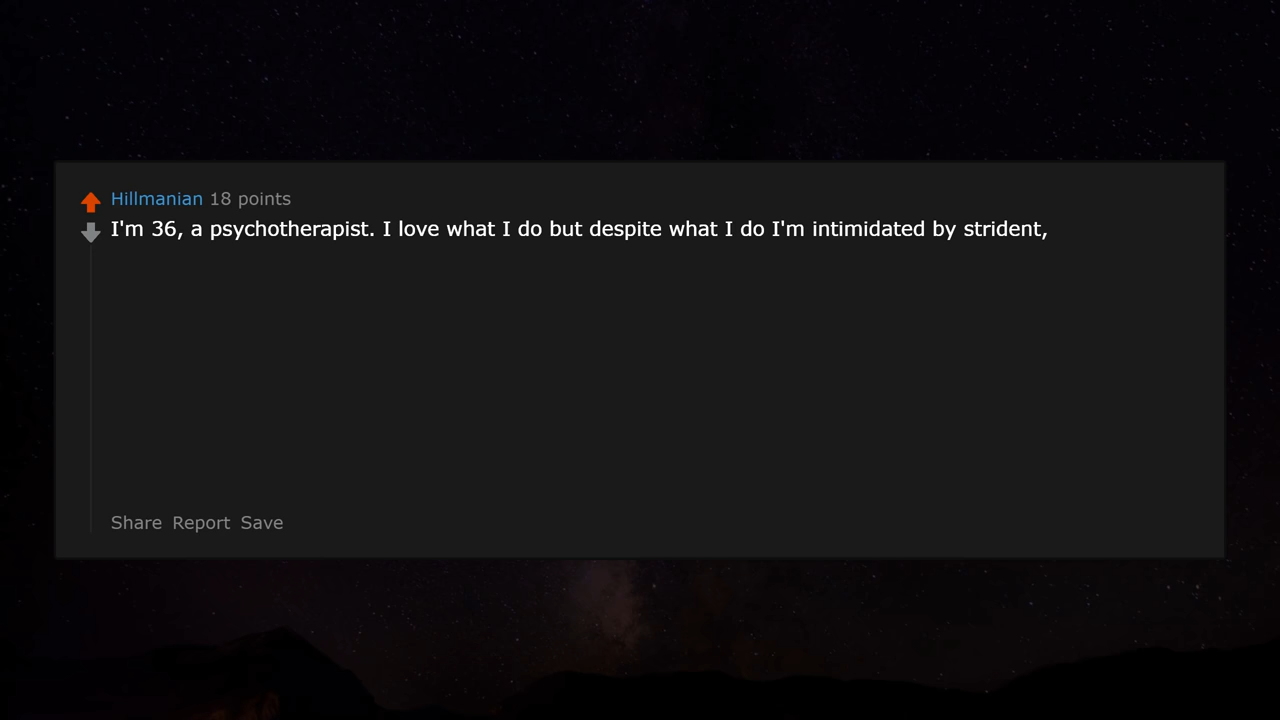 Hillmanian 18 points
I'm 36, a psychotherapist. I love what I do but despite what I do I'm intimidated by strident,
Share Report Save